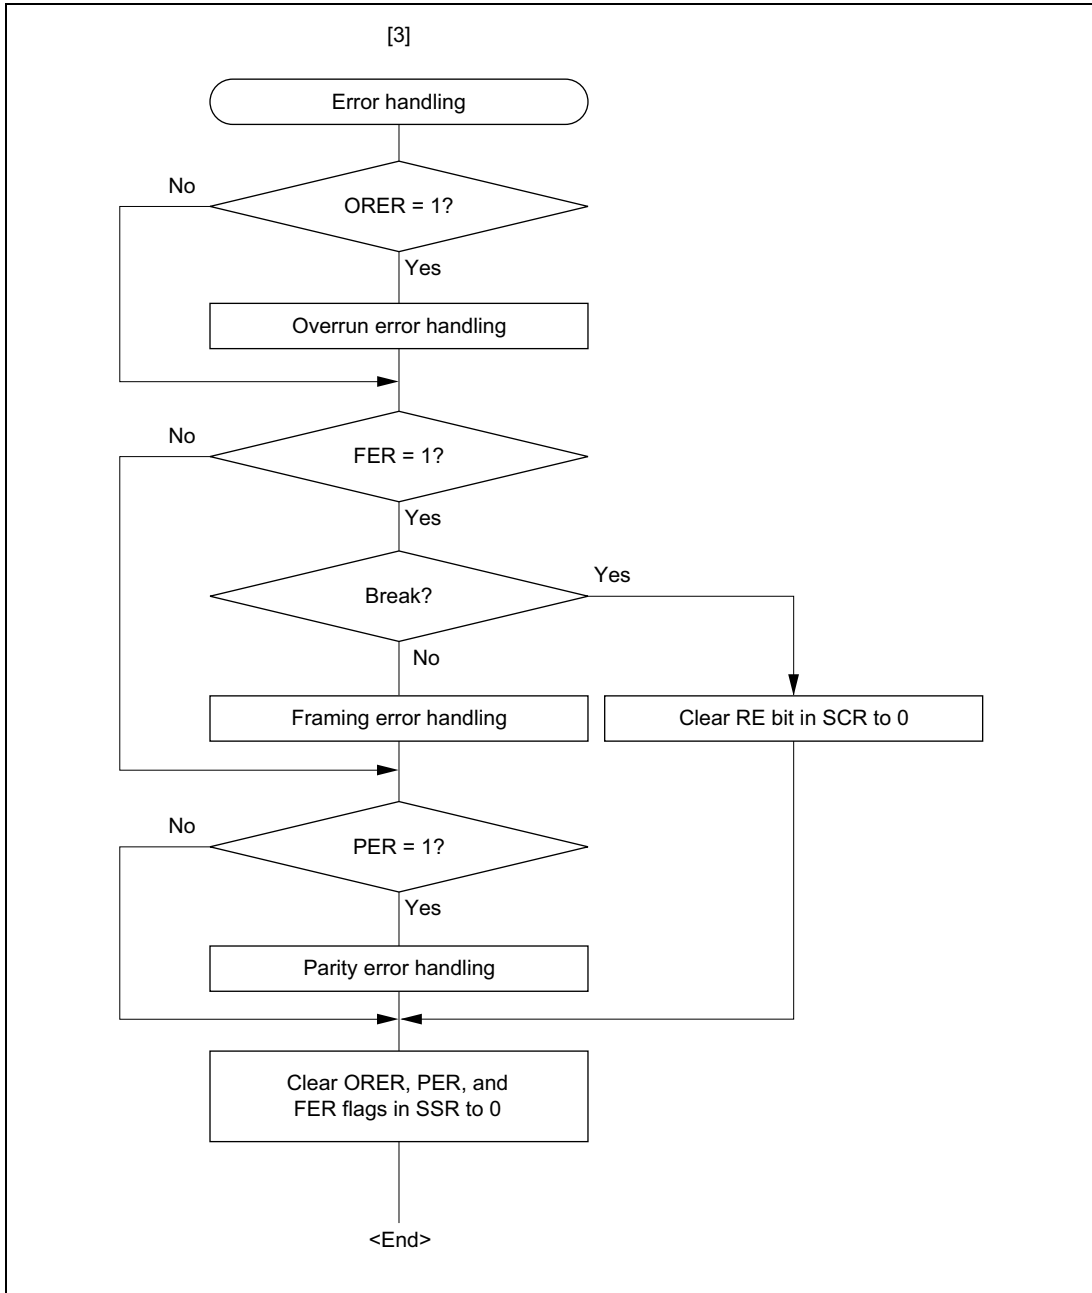 [3]
Error handling
No
ORER = 1?
Yes
Overrun error handling
No
FER = 1?
Yes
Break?
Yes
No
Framing error handling
Clear RE bit in SCR to 0
No
PER = 1?
Yes
Parity error handling
Clear ORER, PER, and
FER flags in SSR to 0
<End>